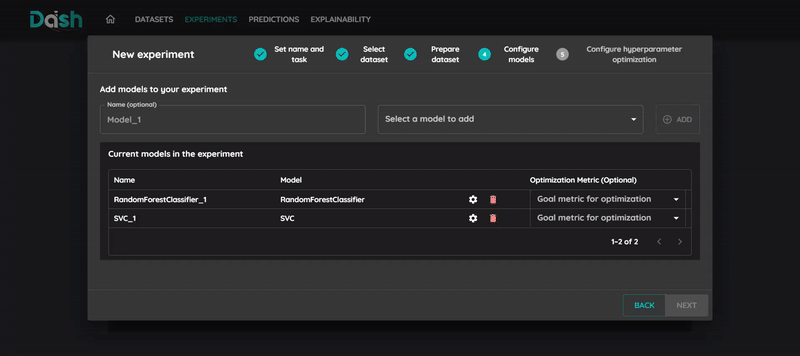 Dash
DATASETS EXPERIMENTS PREDICTIONS EXPLAINABILITY
New experiment
Set name and task
Select dataset
Prepare dataset
4 Configure models
5 Configure hyperparameter optimization
Add models to your experiment
Name (optional)
Model_1
Select a model to add
ADD
Current models in the experiment
Name Model Optimization Metric (Optional)
RandomForestClassifier_1 RandomForestClassifier Goal metric for optimization
SVC_1 SVC Goal metric for optimization
1–2 of 2
BACK NEXT